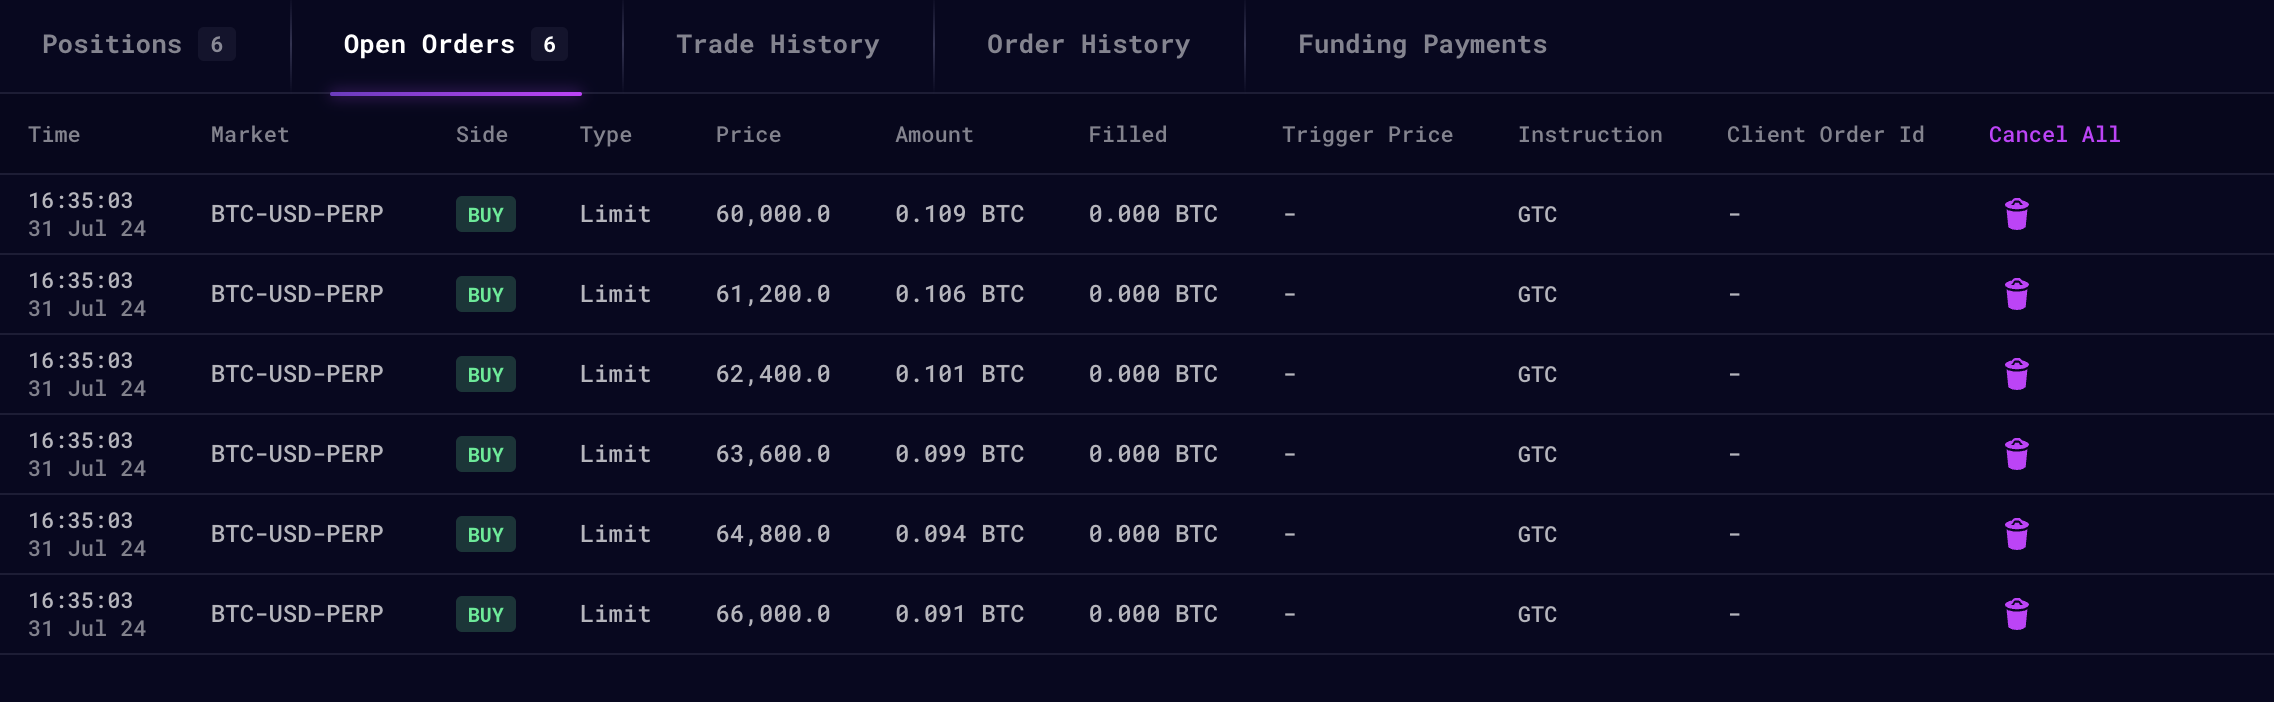 Positions 6 Open Orders 6 Trade History Order History Funding Payments
Time Market Side Type Price Amount Filled Trigger Price Instruction Client Order Id Cancel All
16:35:03
31 Jul 24 BTC-USD-PERP BUY Limit 60,000.0 0.109 BTC 0.000 BTC - GTC -
16:35:03
31 Jul 24 BTC-USD-PERP BUY Limit 61,200.0 0.106 BTC 0.000 BTC - GTC -
16:35:03
31 Jul 24 BTC-USD-PERP BUY Limit 62,400.0 0.101 BTC 0.000 BTC - GTC -
16:35:03
31 Jul 24 BTC-USD-PERP BUY Limit 63,600.0 0.099 BTC 0.000 BTC - GTC -
16:35:03
31 Jul 24 BTC-USD-PERP BUY Limit 64,800.0 0.094 BTC 0.000 BTC - GTC -
16:35:03
31 Jul 24 BTC-USD-PERP BUY Limit 66,000.0 0.091 BTC 0.000 BTC - GTC -